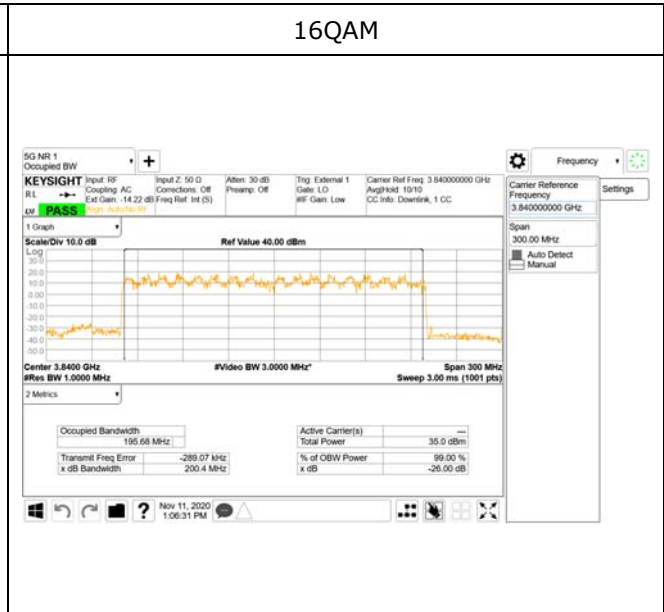 16QAM
5G NR 1
Occupied BW
Frequency
KEYSIGHT
RL
PASS
Input: RF
Coupling: AC
Ext Gain: -14.22 dB
Align: Auto/No RF
Input Z: 50 Ω
Corrections: Off
Freq Ref: Int (S)
Atten: 30 dB
Preamp: Off
Trig: External 1
Gate: LO
#IF Gain: Low
Carrier Ref Freq: 3.840000000 GHz
Avg|Hold: 10/10
CC Info: Downlink, 1 CC
Carrier Reference
Frequency
3.840000000 GHz
Settings
Span
300.00 MHz
Auto Detect
Manual
1 Graph
Scale/Div 10.0 dB
Ref Value 40.00 dBm
Log
30.0
20.0
10.0
0.00
-10.0
-20.0
-30.0
-40.0
-50.0
Center 3.8400 GHz
#Video BW 3.0000 MHz*
Span 300 MHz
#Res BW 1.0000 MHz
Sweep 3.00 ms (1001 pts)
2 Metrics
Occupied Bandwidth
195.68 MHz
Active Carrier(s)
---
Total Power 35.0 dBm
Transmit Freq Error -289.07 kHz
% of OBW Power 99.00 %
x dB Bandwidth 200.4 MHz
x dB -26.00 dB
?
Nov 11, 2020
1:06:31 PM